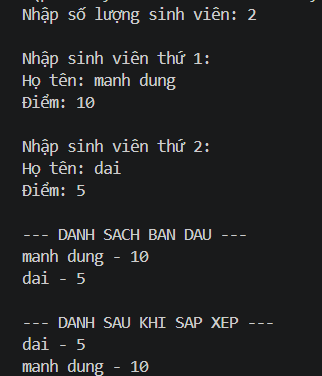 Nhập số lượng sinh viên: 2
Nhập sinh viên thứ 1:
Họ tên: manh dung
Điểm: 10
Nhập sinh viên thứ 2:
Họ tên: dai
Điểm: 5
--- DANH SACH BAN DAU ---
manh dung - 10
dai - 5
--- DANH SAU KHI SAP XEP ---
dai - 5
manh dung - 10